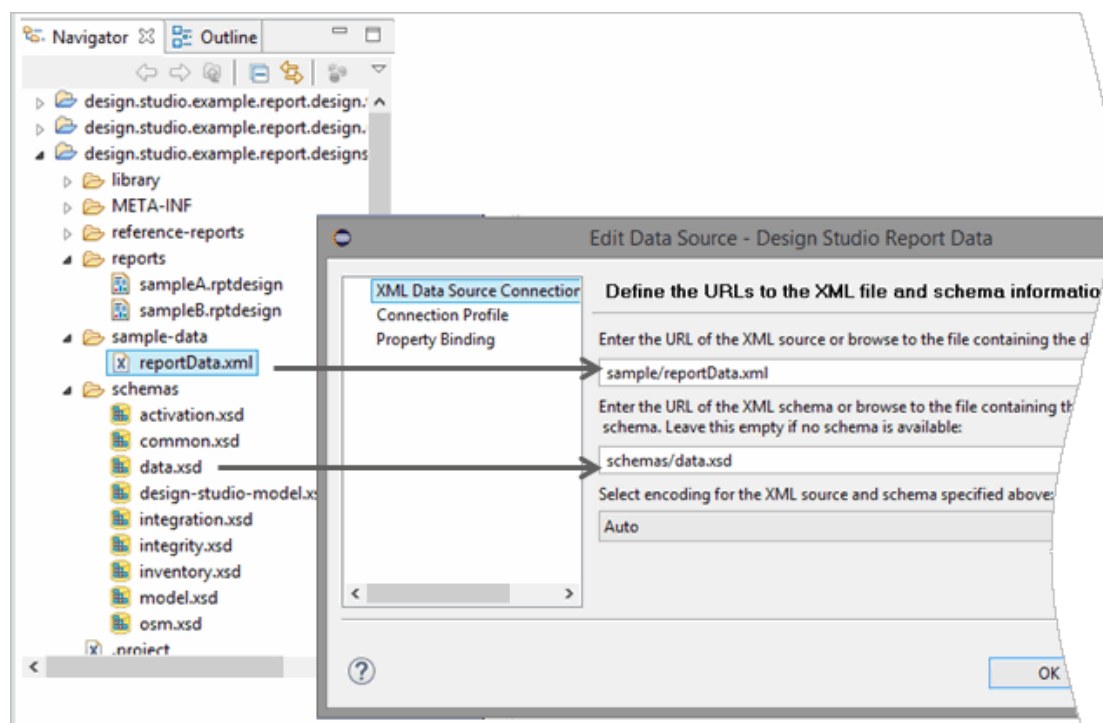 Navigator Outline
design.studio.example.report.design.
design.studio.example.report.design.
design.studio.example.report.designs
library
META-INF
reference-reports
reports
sampleA.rptdesign
sampleB.rptdesign
sample-data
reportData.xml
schemas
activation.xsd
common.xsd
data.xsd
design-studio-model.xs
integration.xsd
integrity.xsd
inventory.xsd
model.xsd
osm.xsd
.project
Edit Data Source - Design Studio Report Data
XML Data Source Connection
Connection Profile
Property Binding
Define the URLs to the XML file and schema informatio
Enter the URL of the XML source or browse to the file containing the d
sample/reportData.xml
Enter the URL of the XML schema or browse to the file containing th
schema. Leave this empty if no schema is available:
schemas/data.xsd
Select encoding for the XML source and schema specified above:
Auto
OK